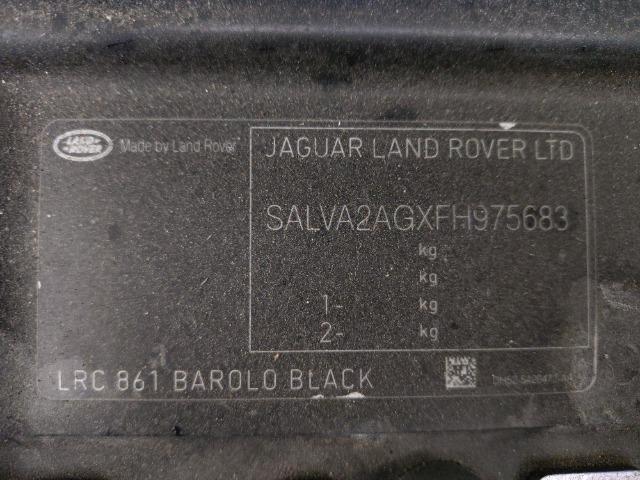 LAND ROVER
Made by Land Rover
JAGUAR LAND ROVER LTD
SALVA2AGXFH975683
kg
kg
1- kg
2- kg
LRC 861 BAROLO BLACK